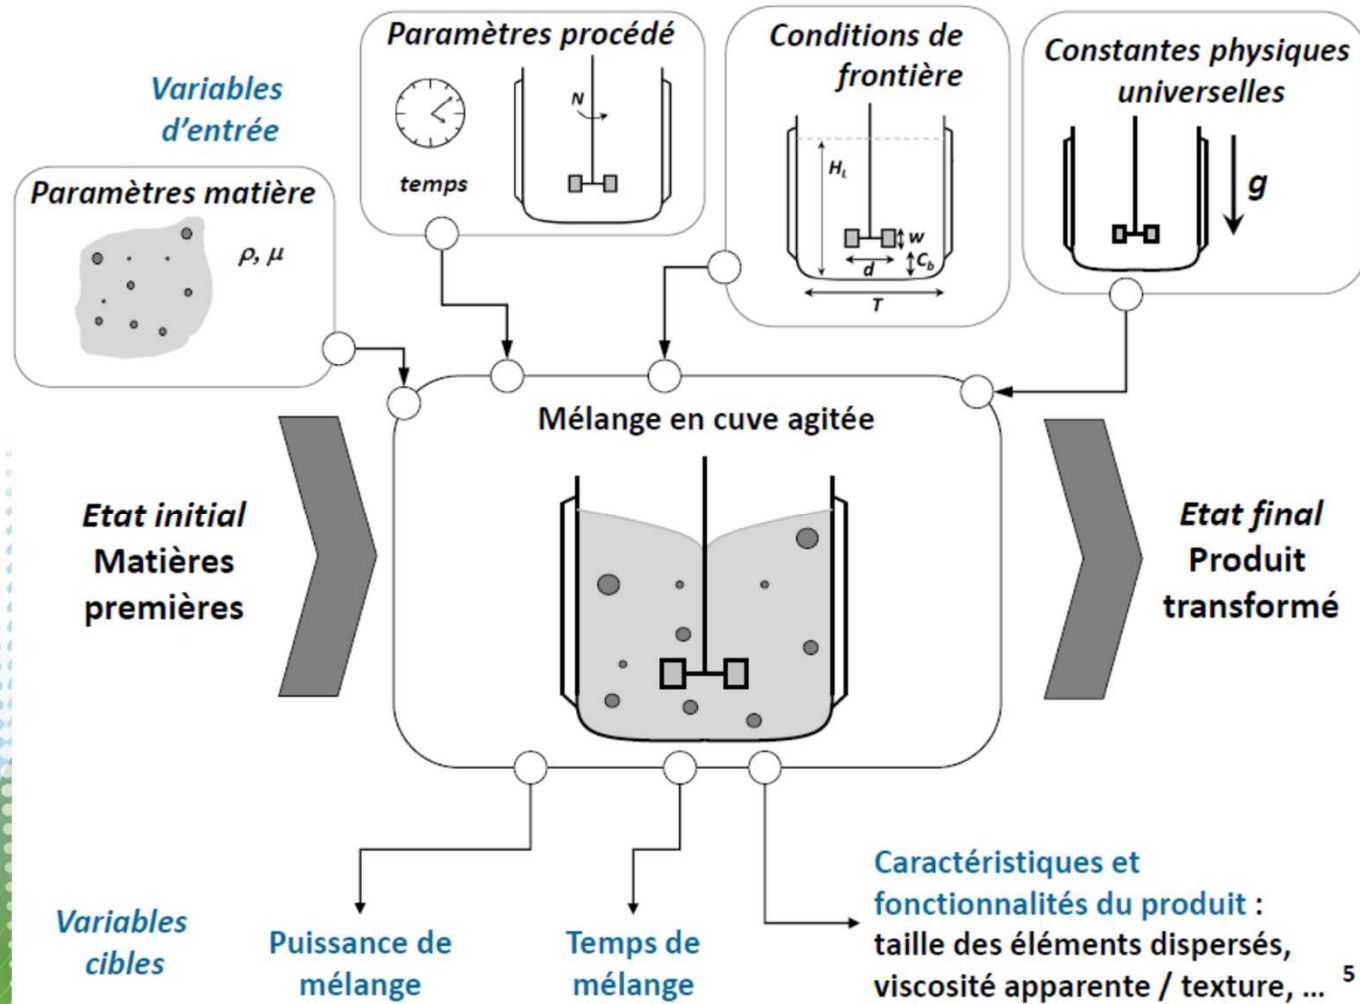 Variables
d'entrée
Paramètres matière
ρ, μ
Paramètres procédé
N
temps
Conditions de
frontière
H_L
w
C_b
d
T
Constantes physiques
universelles
g
Etat initial
Matières
premières
Mélange en cuve agitée
Etat final
Produit
transformé
Variables
cibles
Puissance de
mélange
Temps de
mélange
Caractéristiques et
fonctionnalités du produit :
taille des éléments dispersés,
viscosité apparente / texture, ...
5